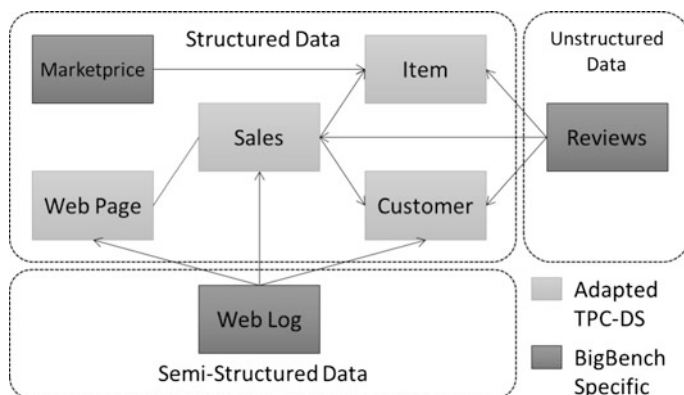 Structured Data
Unstructured
Data
Marketprice
Item
Sales
Reviews
Web Page
Customer
Web Log
Semi-Structured Data
Adapted
TPC-DS
BigBench
Specific